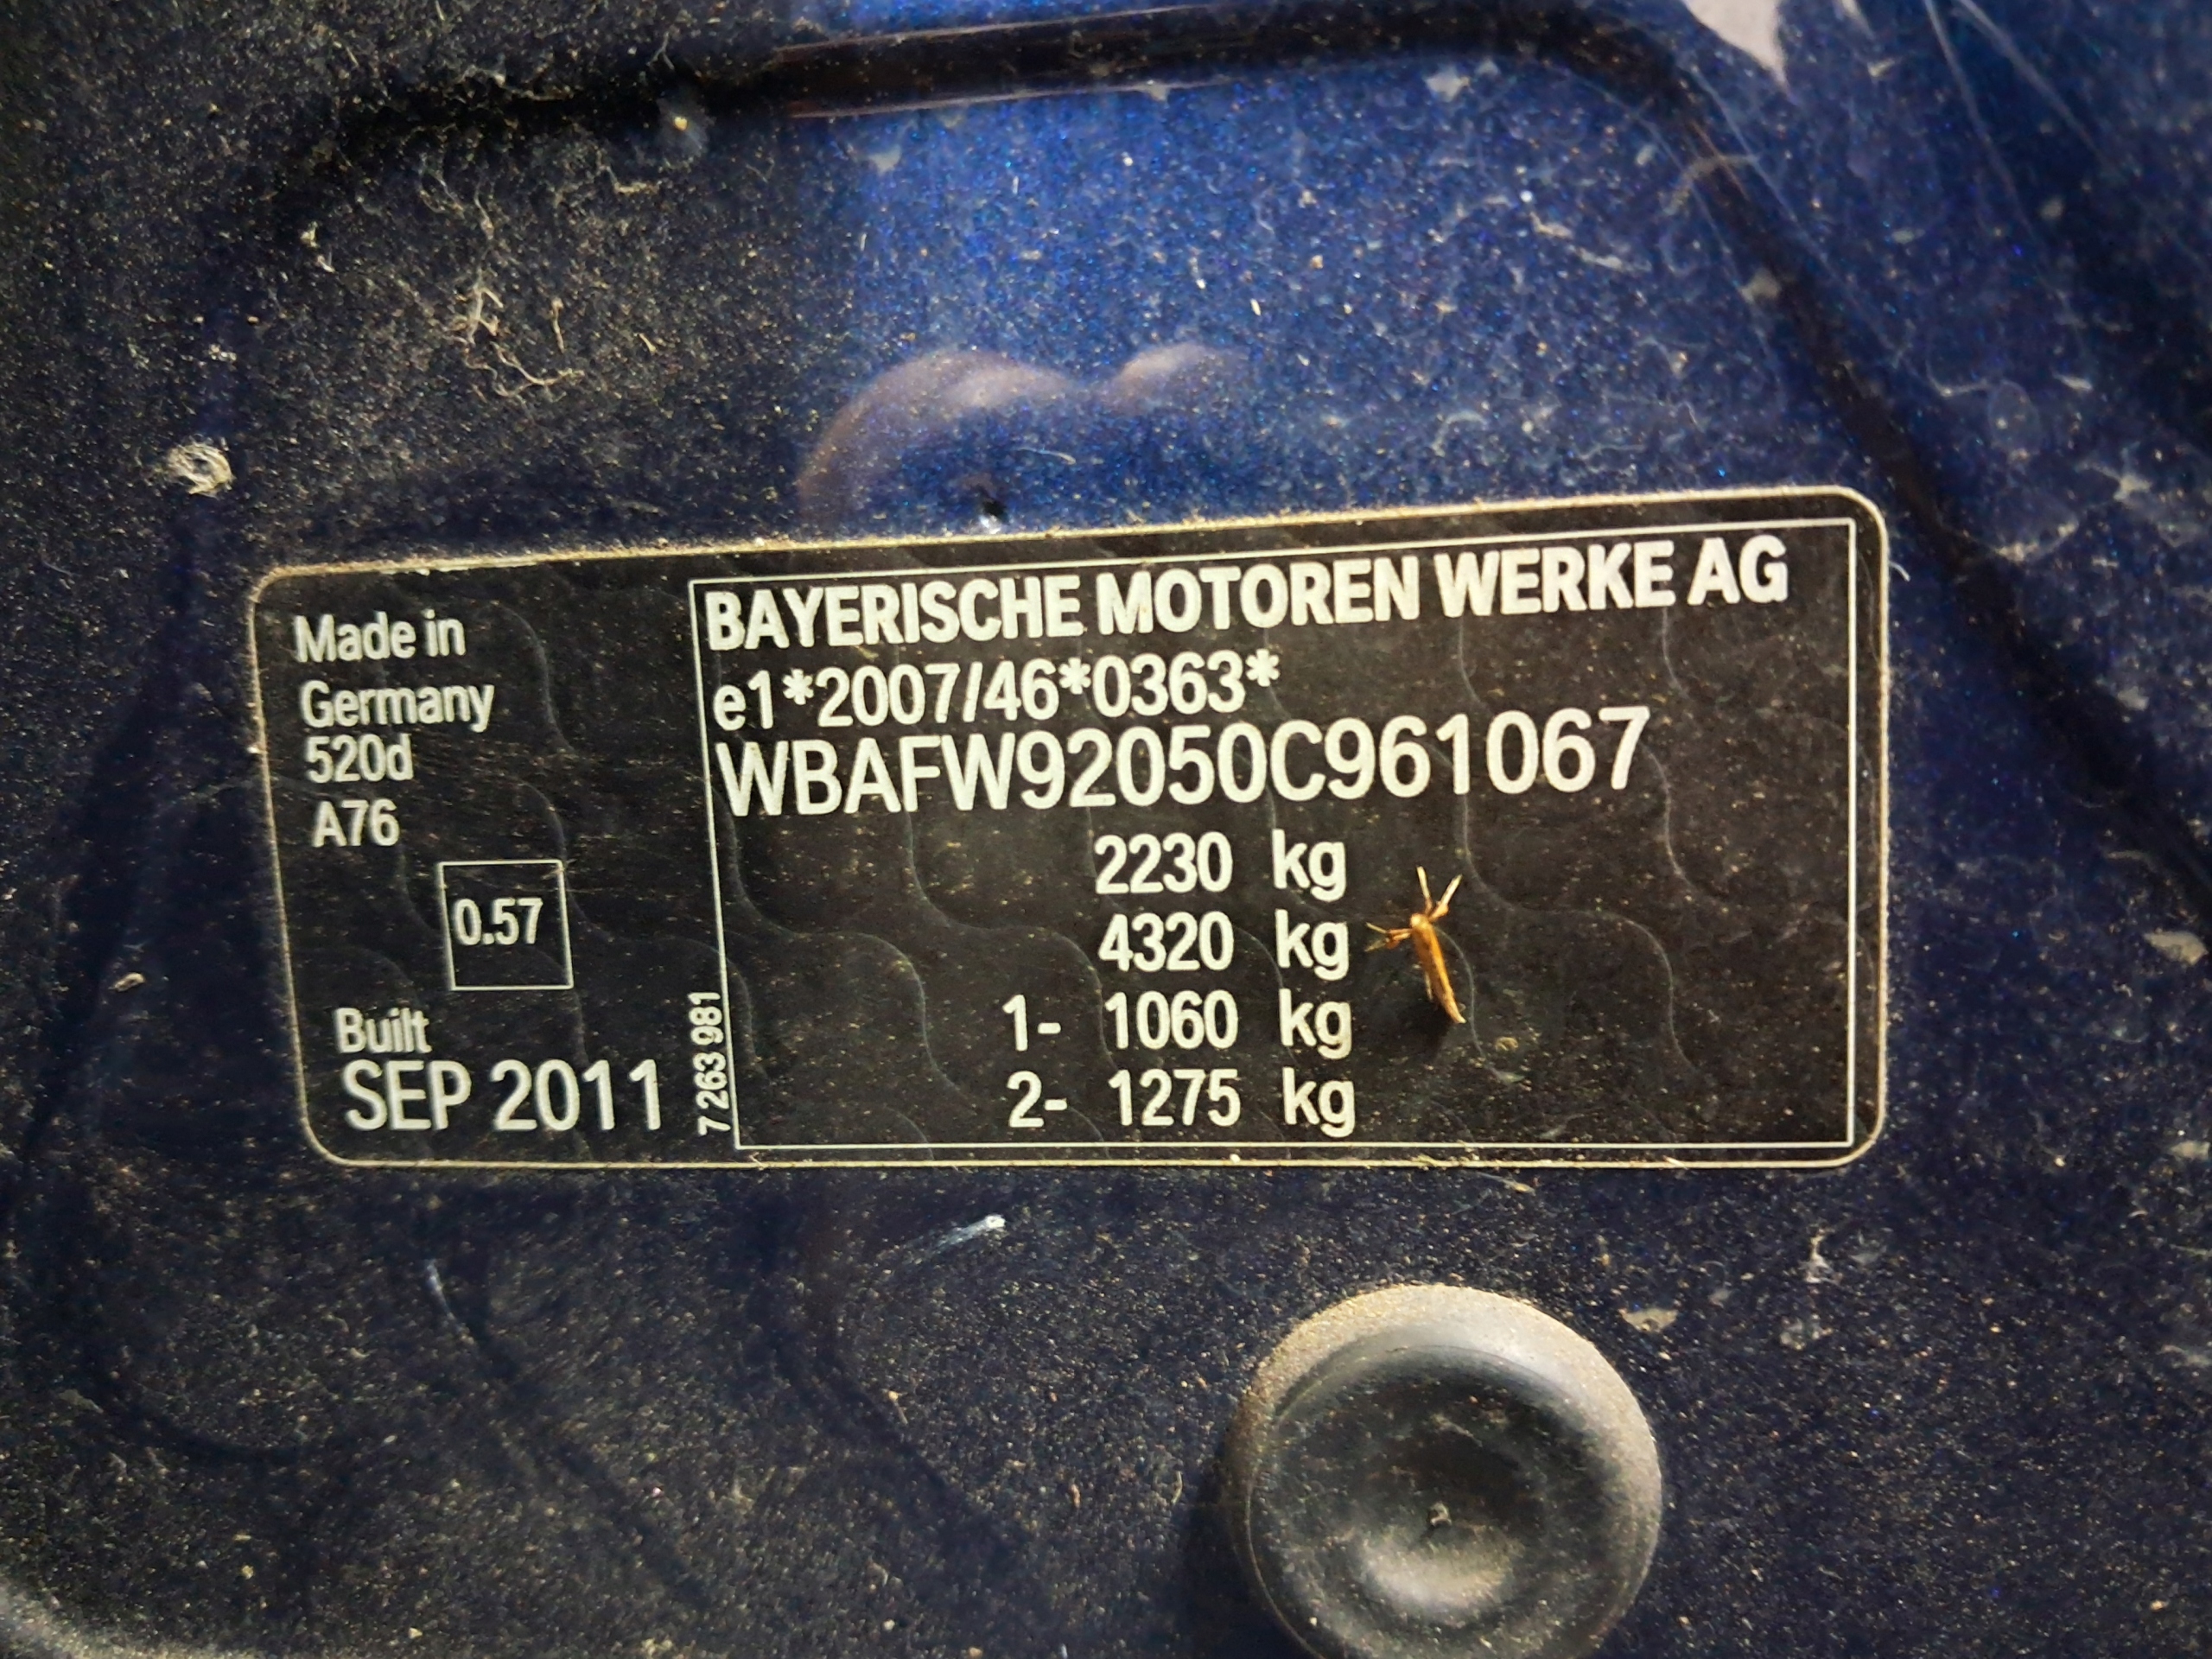 Made in
Germany
520d
A76
0.57
Built
SEP 2011
7 263 981
BAYERISCHE MOTOREN WERKE AG
e1*2007/46*0363*
WBAFW92050C961067
2230 kg
4320 kg
1- 1060 kg
2- 1275 kg